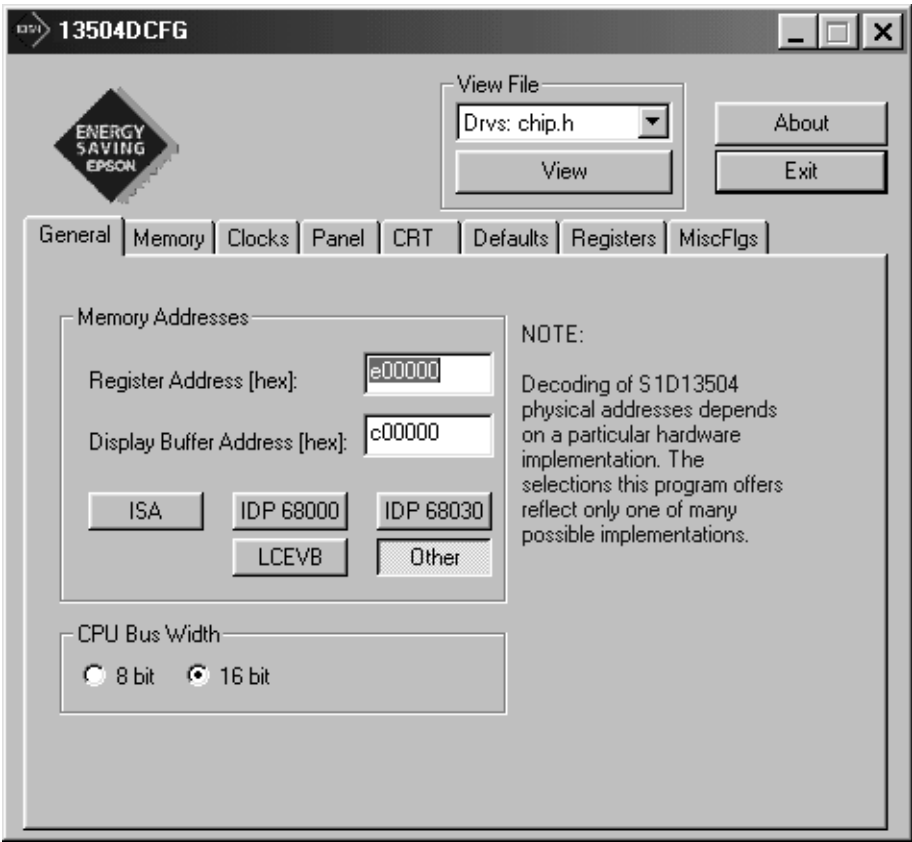 13504DCFG
ENERGY
SAVING
EPSON
View File
Drvs: chip.h
View
About
Exit
General Memory Clocks Panel CRT Defaults Registers MiscFlgs
Memory Addresses
Register Address [hex]: e00000
Display Buffer Address [hex]: c00000
ISA IDP 68000 IDP 68030
LCEVB Other
NOTE:
Decoding of S1D13504
physical addresses depends
on a particular hardware
implementation. The
selections this program offers
reflect only one of many
possible implementations.
CPU Bus Width
8 bit 16 bit